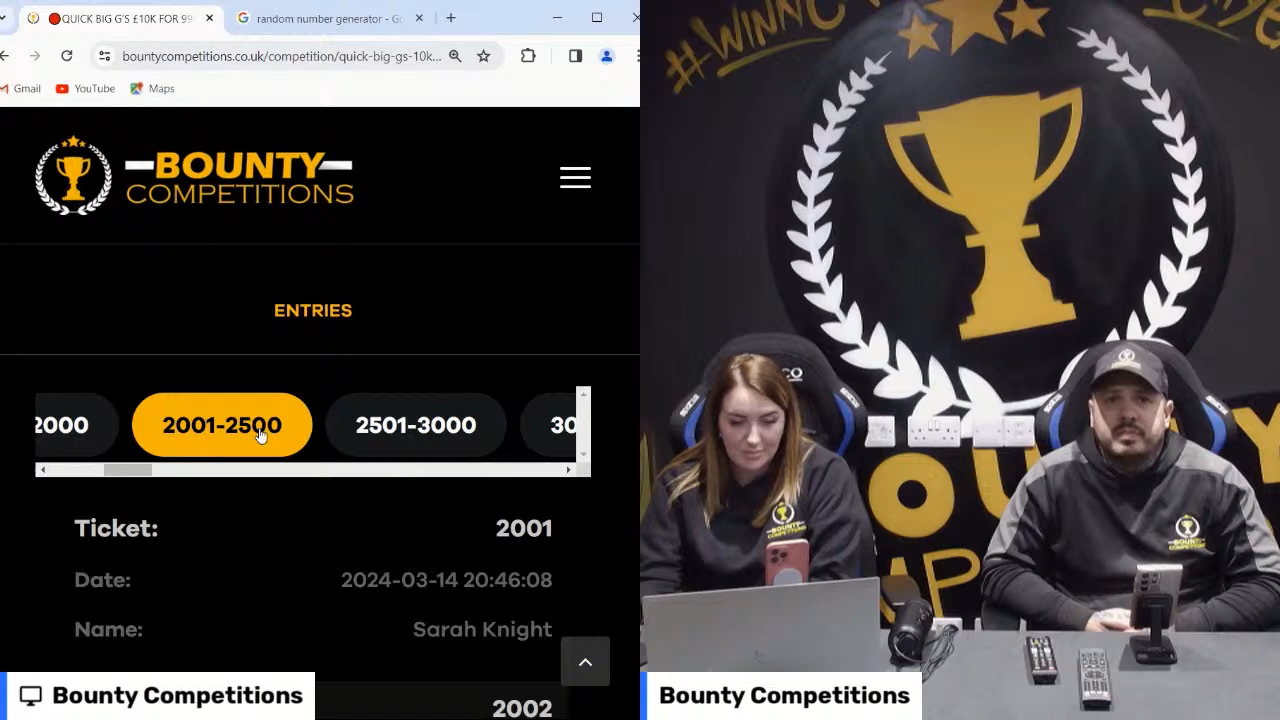 QUICK BIG G'S £10K FOR 99
random number generator - Go
bountycompetitions.co.uk/competition/quick-big-gs-10k...
Gmail
YouTube
Maps
BOUNTY
COMPETITIONS
ENTRIES
2000
2001-2500
2501-3000
30
Ticket:
2001
Date:
2024-03-14 20:46:08
Name:
Sarah Knight
2002
Bounty Competitions
Bounty Competitions